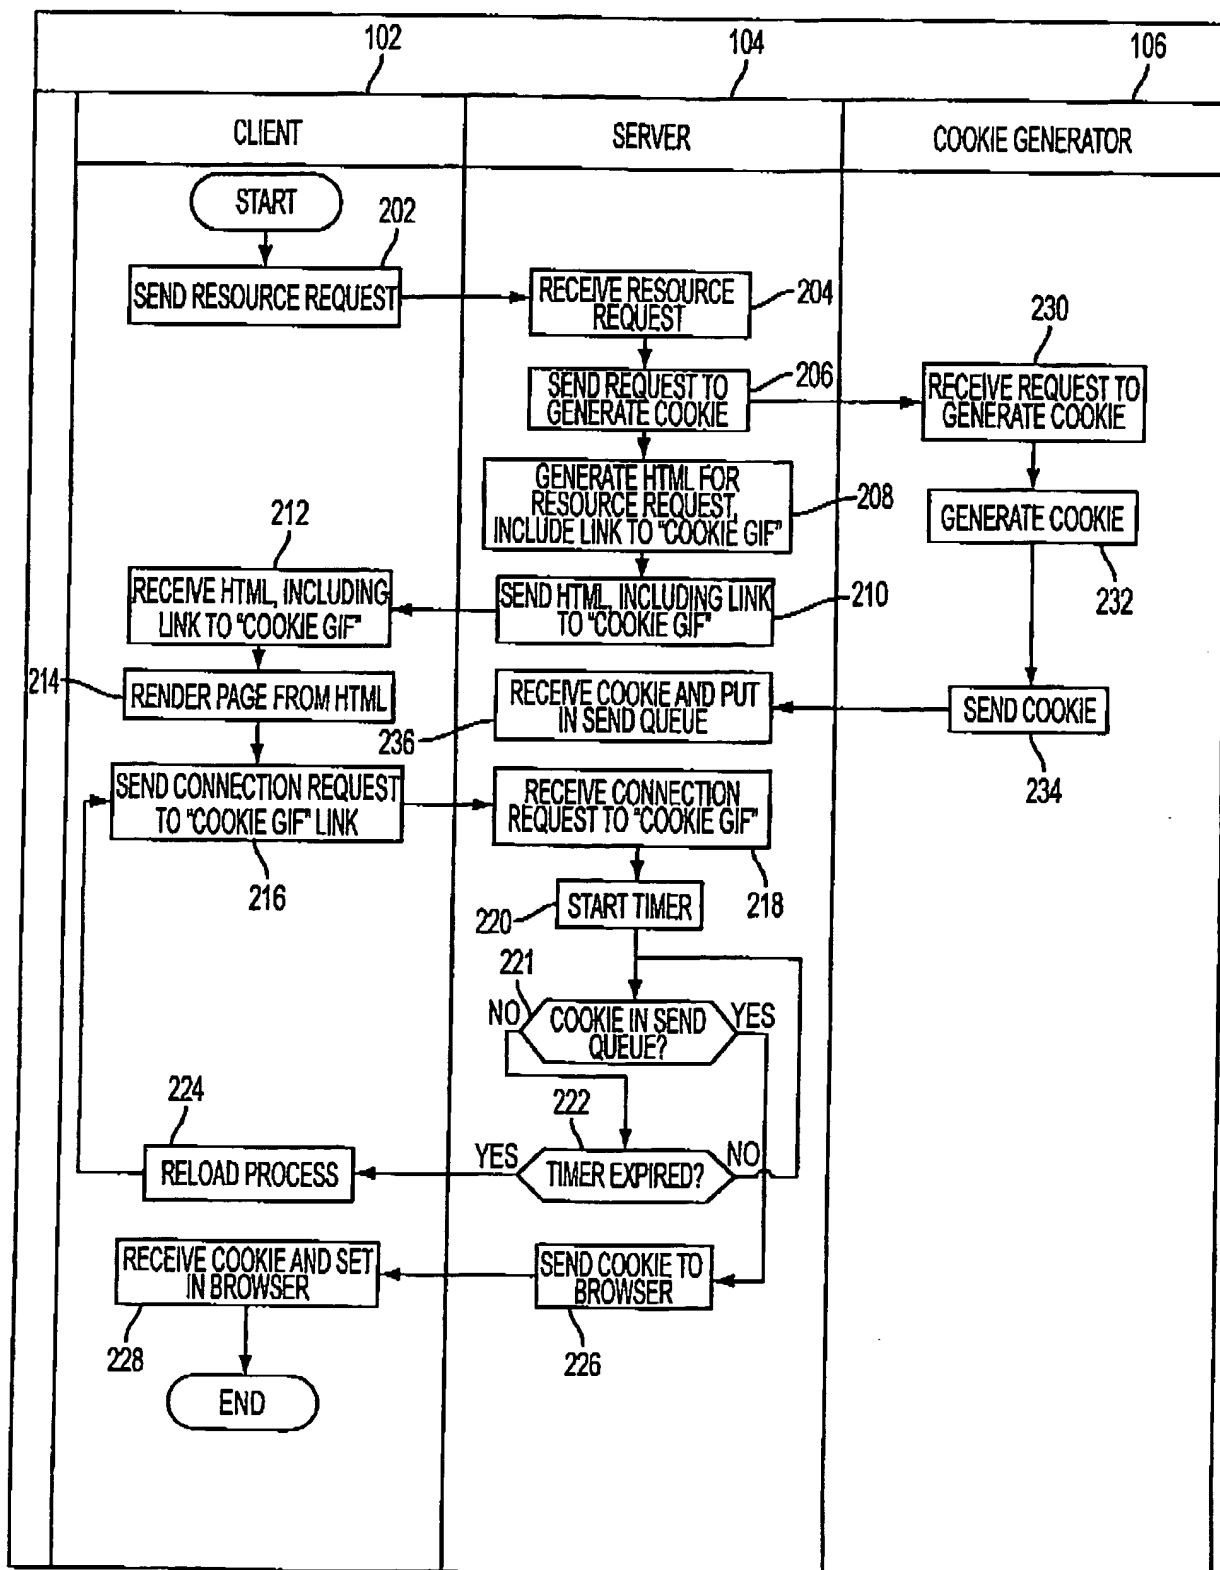 102
104
106
CLIENT
SERVER
COOKIE GENERATOR
START
202
SEND RESOURCE REQUEST
RECEIVE RESOURCE
REQUEST
204
230
SEND REQUEST TO
GENERATE COOKIE
206
RECEIVE REQUEST TO
GENERATE COOKIE
GENERATE HTML FOR
RESOURCE REQUEST,
INCLUDE LINK TO "COOKIE GIF"
208
GENERATE COOKIE
232
212
RECEIVE HTML, INCLUDING
LINK TO "COOKIE GIF"
SEND HTML, INCLUDING LINK
TO "COOKIE GIF"
210
214
RENDER PAGE FROM HTML
RECEIVE COOKIE AND PUT
IN SEND QUEUE
236
SEND COOKIE
234
SEND CONNECTION REQUEST
TO "COOKIE GIF" LINK
216
RECEIVE CONNECTION
REQUEST TO "COOKIE GIF"
218
220
START TIMER
221
NO
COOKIE IN SEND
QUEUE?
YES
224
222
RELOAD PROCESS
YES
TIMER EXPIRED?
NO
RECEIVE COOKIE AND SET
IN BROWSER
228
SEND COOKIE TO
BROWSER
226
END